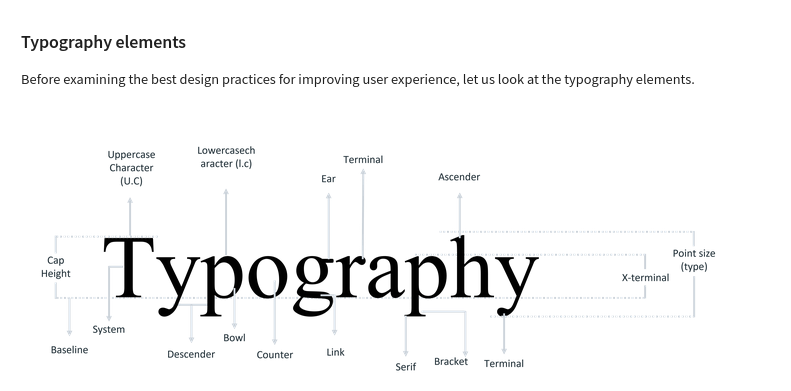 Typography elements
Before examining the best design practices for improving user experience, let us look at the typography elements.
Uppercase
Character
(U.C)
Lowercasech
aracter (l.c)
Ear
Terminal
Ascender
Cap
Height
Typography
Point size
(type)
X-terminal
System
Baseline
Descender
Bowl
Counter
Link
Serif
Bracket
Terminal